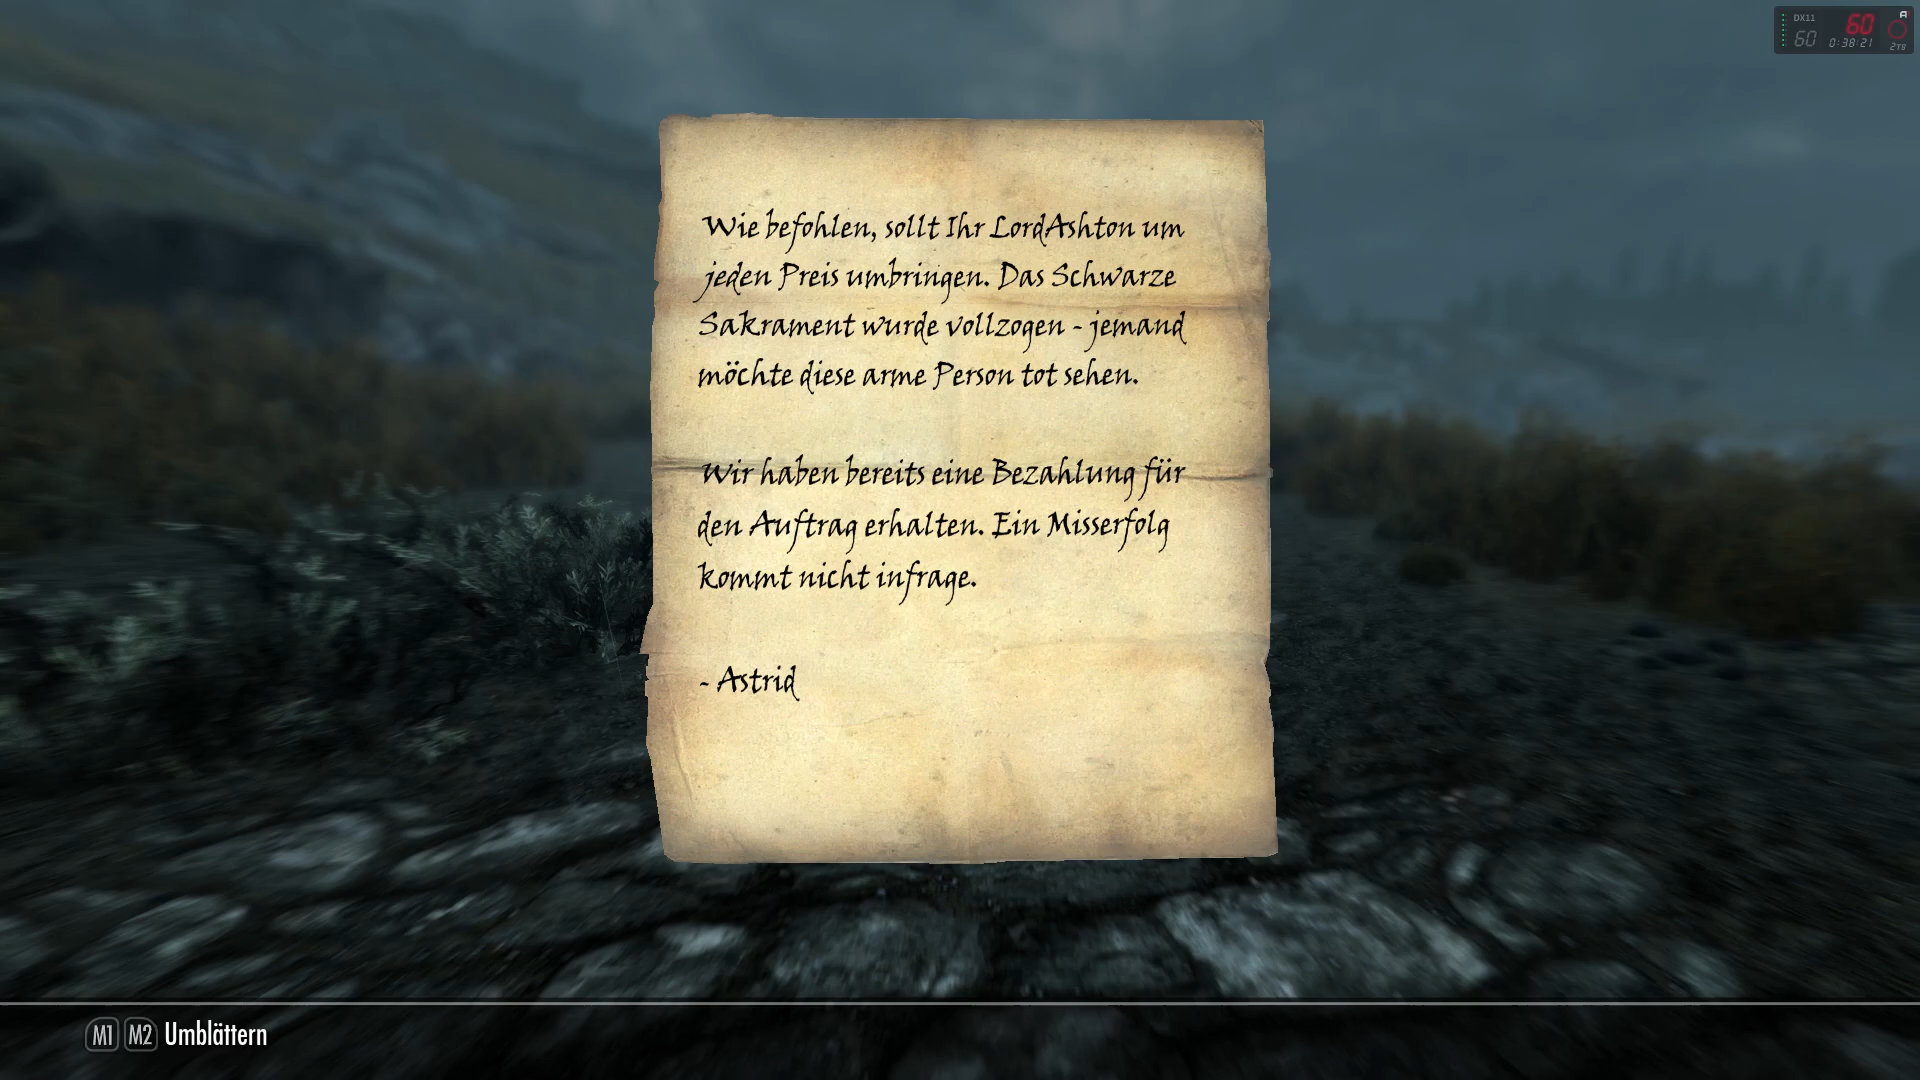 DX11
60
60
0:38:21
A
2TB
Wie befohlen, sollt Ihr LordAshton um
jeden Preis umbringen. Das Schwarze
Sakrament wurde vollzogen - jemand
möchte diese arme Person tot sehen.
Wir haben bereits eine Bezahlung für
den Auftrag erhalten. Ein Misserfolg
kommt nicht infrage.
- Astrid
M1 M2 Umblättern